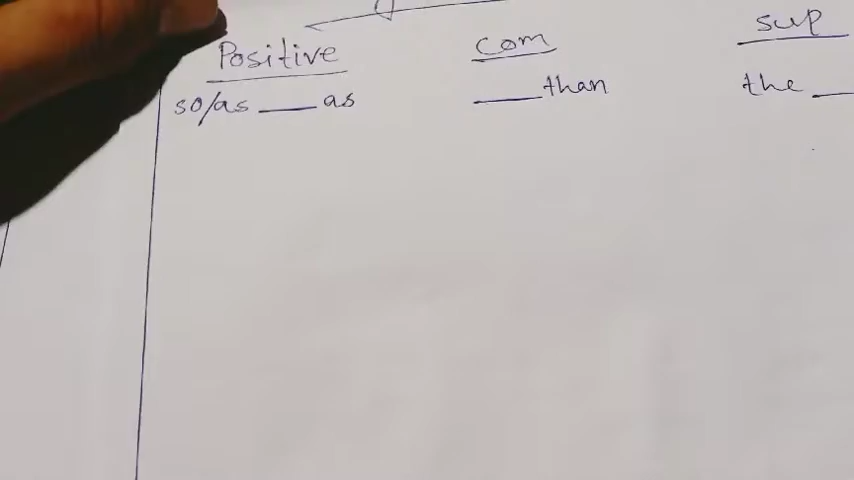 Positive com sup
so/as ___ as ___ than the ___